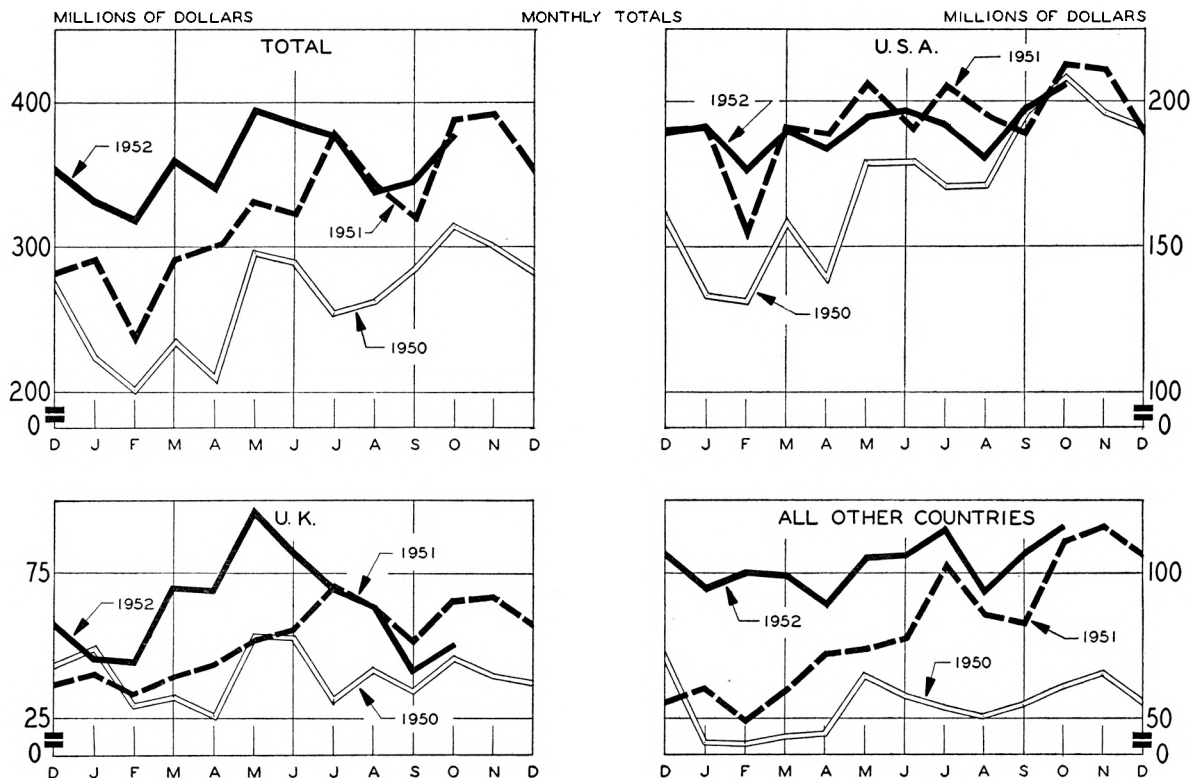 MILLIONS OF DOLLARS MONTHLY TOTALS MILLIONS OF DOLLARS
TOTAL
400
300
200
0
1952
1951
1950
D J F M A M J J A S O N D
U.S.A.
200
150
100
0
1951
1952
1950
D J F M A M J J A S O N D
U.K.
75
25
0
1952
1951
1950
D J F M A M J J A S O N D
ALL OTHER COUNTRIES
100
50
0
1952
1951
1950
D J F M A M J J A S O N D